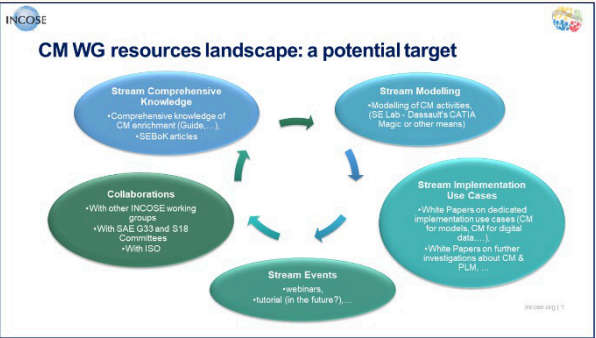 INCOSE
CM WG resources landscape: a potential target
Stream Comprehensive
Knowledge
•Comprehensive knowledge of
CM enrichment (Guide,...),
•SEBoK articles
Stream Modelling
•Modelling of CM activities,
(SE Lab - Dassault's CATIA
Magic or other means)
Stream Implementation
Use Cases
•White Papers on dedicated
implementation use cases (CM
for models, CM for digital
data,...),
•White Papers on further
investigations about CM &
PLM, ...
Stream Events
•webinars,
•tutorial (in the future?),...
Collaborations
•With other INCOSE working
groups
•With SAE G33 and S18
Committees
•With ISO
incose.org | 1